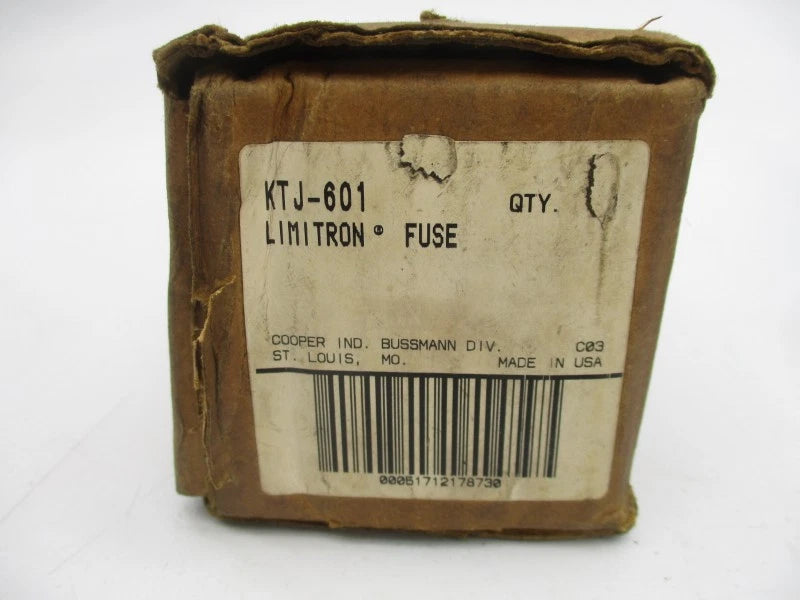 KTJ-601 QTY.
LIMITRON® FUSE
COOPER IND. BUSSMANN DIV. C03
ST. LOUIS, MO. MADE IN USA
00051712178730